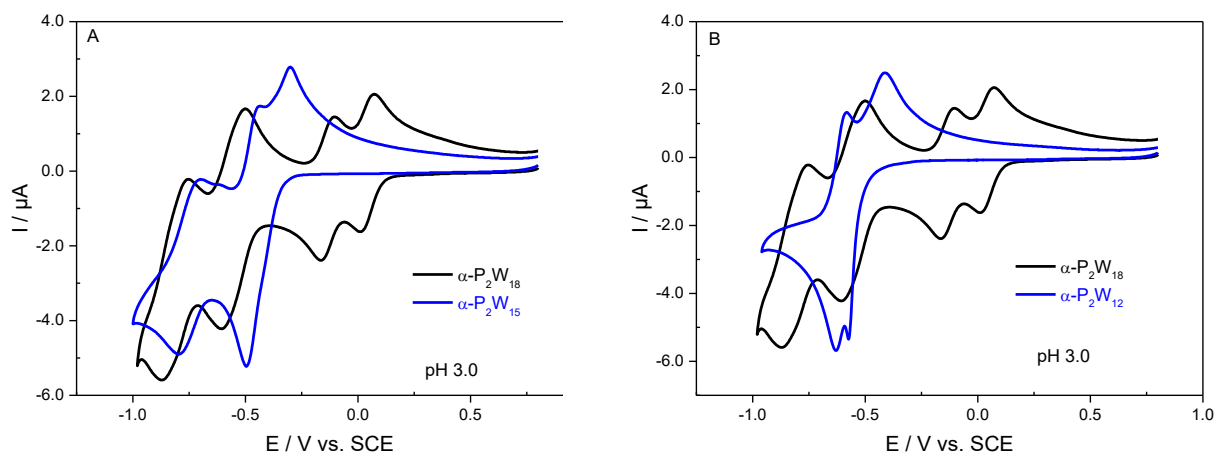 A
4.0
2.0
0.0
-2.0
-4.0
-6.0
I / µA
α-P₂W₁₈
α-P₂W₁₅
pH 3.0
-1.0 -0.5 0.0 0.5
E / V vs. SCE
B
4.0
2.0
0.0
-2.0
-4.0
-6.0
I / µA
α-P₂W₁₈
α-P₂W₁₂
pH 3.0
-1.0 -0.5 0.0 0.5 1.0
E / V vs. SCE